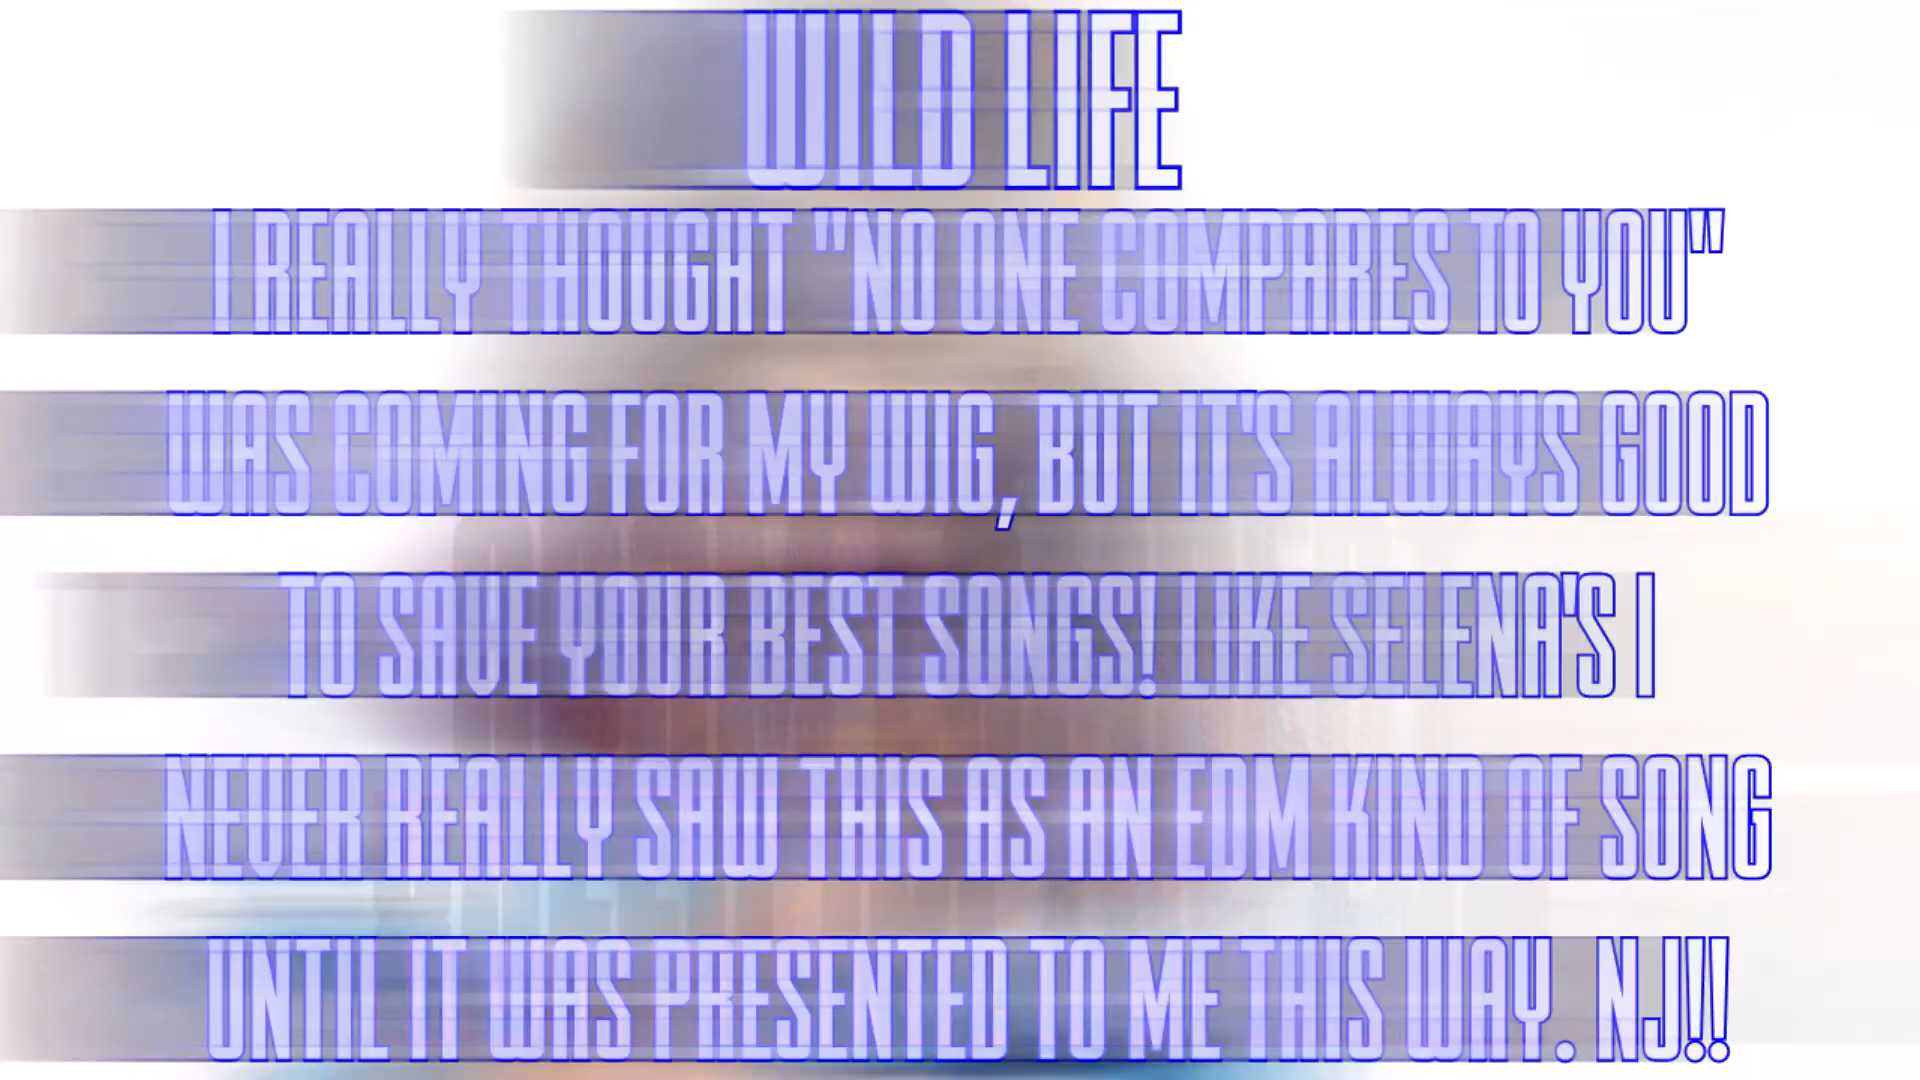 WILD LIFE
I REALLY THOUGHT "NO ONE COMPARES TO YOU"
WAS COMING FOR MY WIG, BUT IT'S ALWAYS GOOD
TO SAVE YOUR BEST SONGS! LIKE SELENA'S I
NEVER REALLY SAW THIS AS AN EDM KIND OF SONG
UNTIL IT WAS PRESENTED TO ME THIS WAY. NJ!!